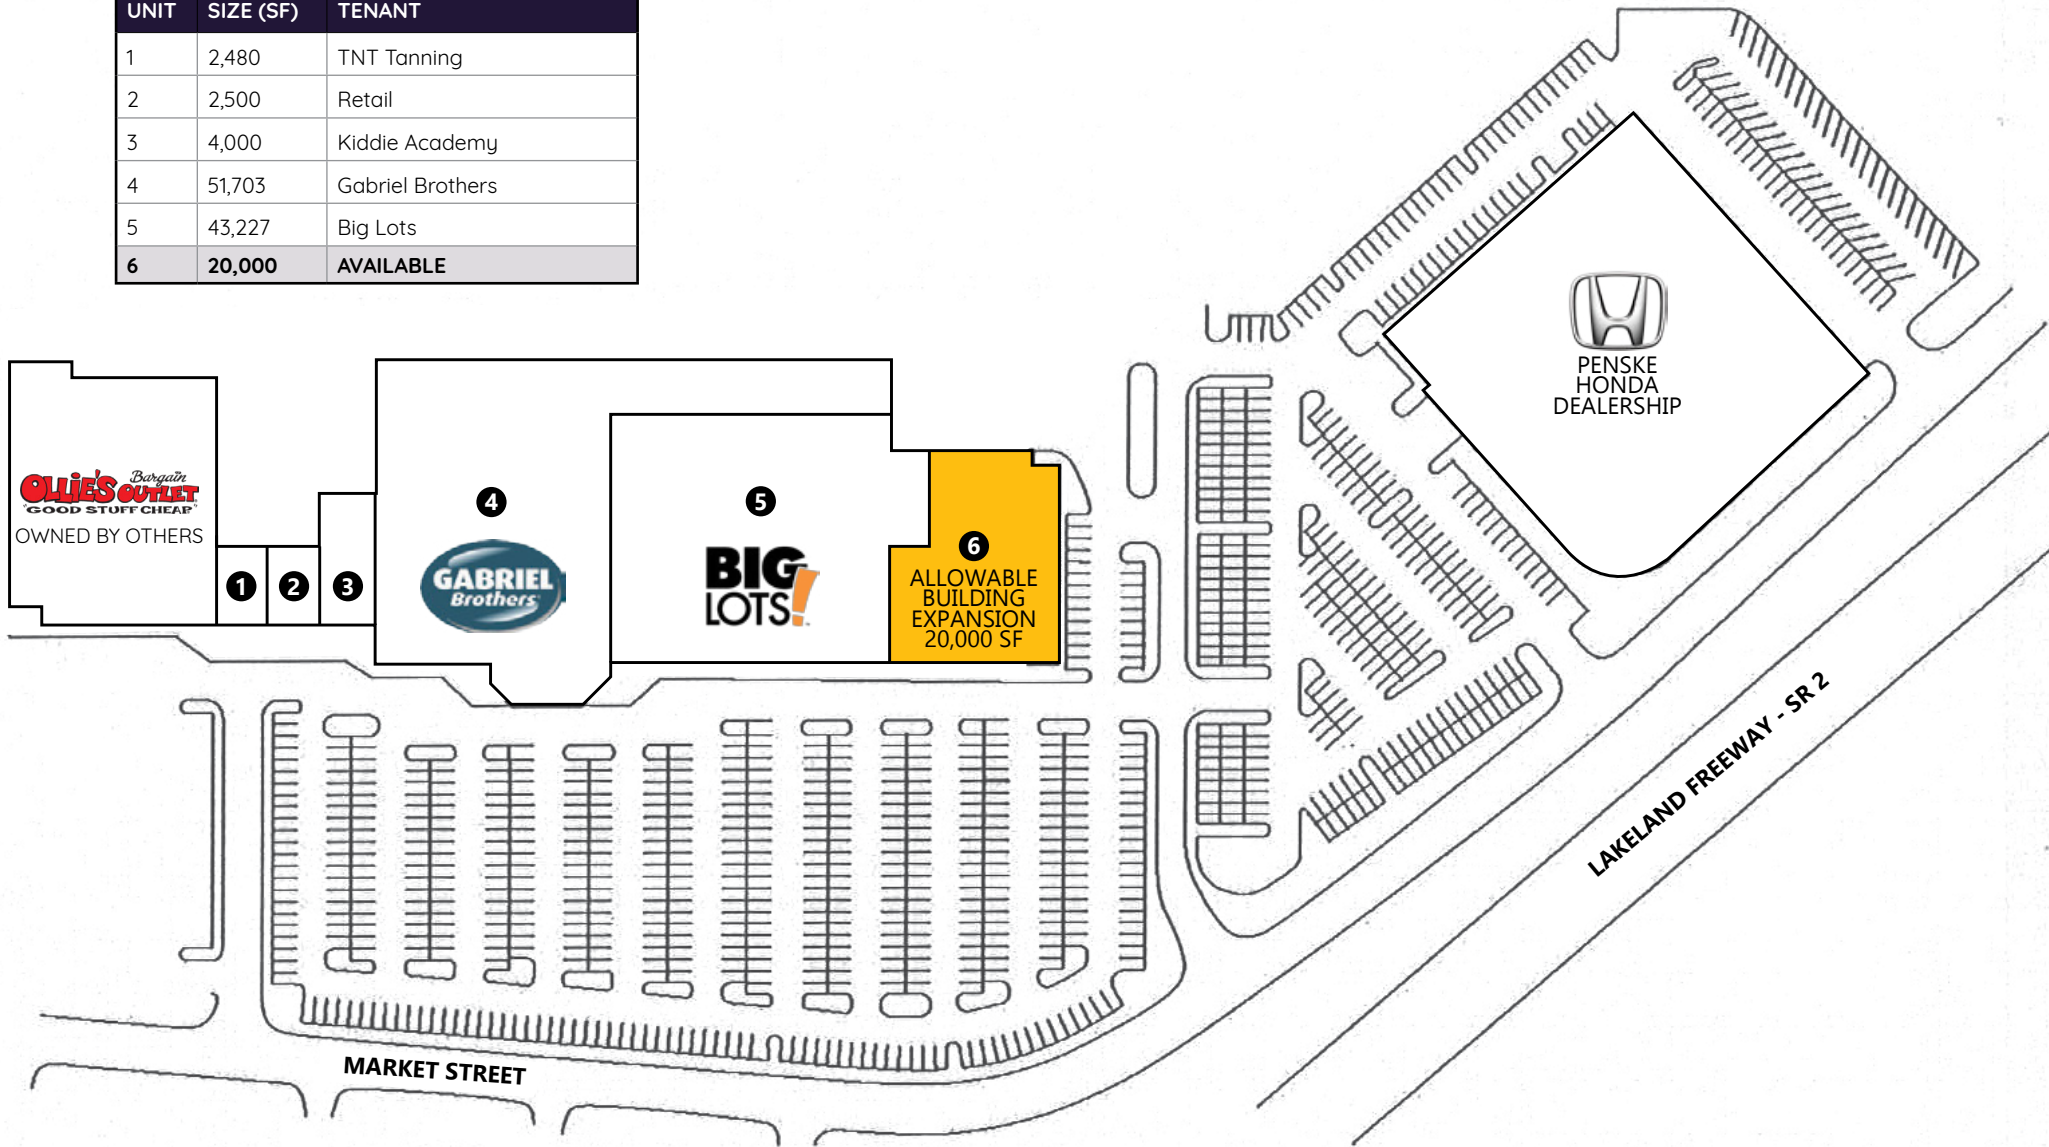 UNIT SIZE (SF) TENANT
1 2,480 TNT Tanning
2 2,500 Retail
3 4,000 Kiddie Academy
4 51,703 Gabriel Brothers
5 43,227 Big Lots
6 20,000 AVAILABLE
OLLIE'S Bargain OUTLET
"GOOD STUFF CHEAP"
OWNED BY OTHERS
1
2
3
4
GABRIEL
Brothers
5
BIG
LOTS!
6
ALLOWABLE
BUILDING
EXPANSION
20,000 SF
PENSKE
HONDA
DEALERSHIP
LAKELAND FREEWAY - SR 2
MARKET STREET